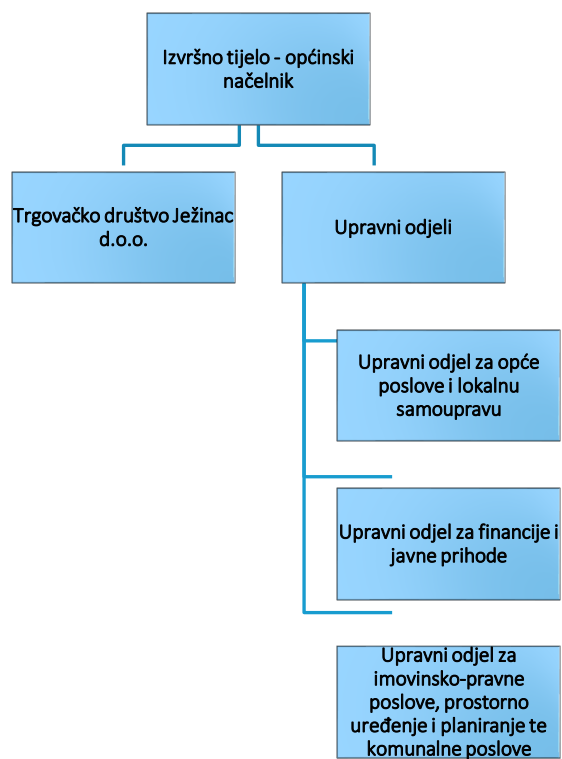 Izvršno tijelo - općinski
načelnik
Trgovačko društvo Ježinac
d.o.o.
Upravni odjeli
Upravni odjel za opće
poslove i lokalnu
samoupravu
Upravni odjel za financije i
javne prihode
Upravni odjel za
imovinsko-pravne
poslove, prostorno
uređenje i planiranje te
komunalne poslove